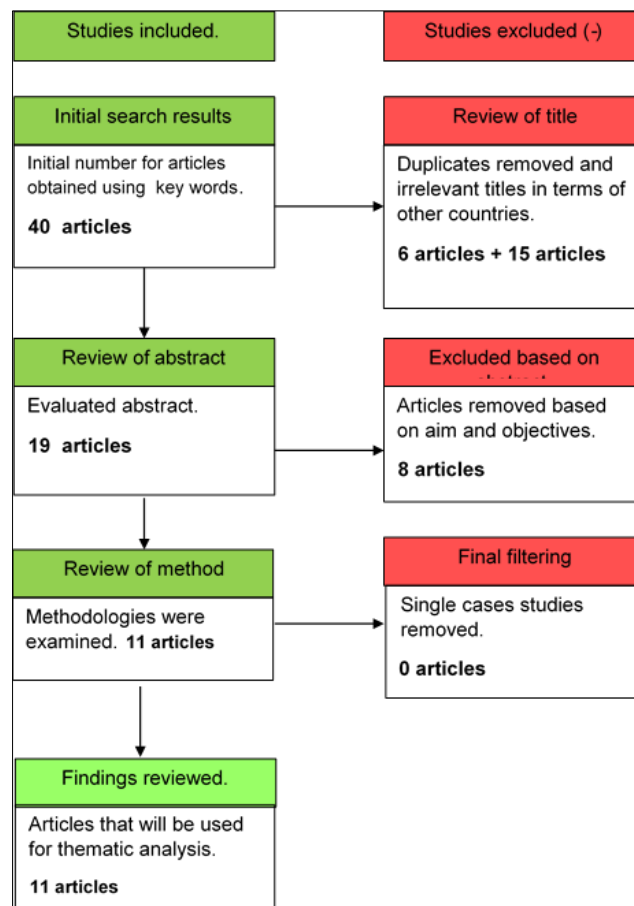 Studies included.
Studies excluded (-)
Initial search results
Initial number for articles
obtained using key words.
40 articles
Review of title
Duplicates removed and
irrelevant titles in terms of
other countries.
6 articles + 15 articles
Review of abstract
Evaluated abstract.
19 articles
Excluded based on
Articles removed based
on aim and objectives.
8 articles
Review of method
Methodologies were
examined. 11 articles
Final filtering
Single cases studies
removed.
0 articles
Findings reviewed.
Articles that will be used
for thematic analysis.
11 articles